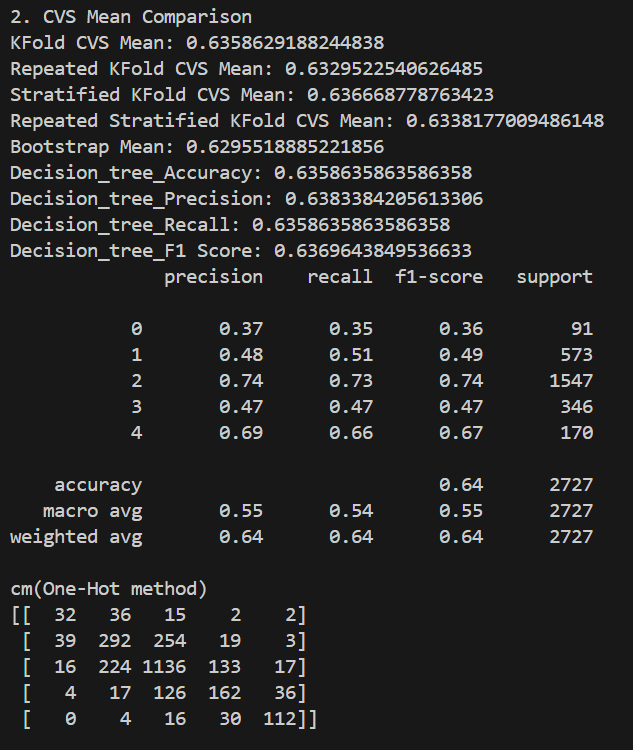 2. CVS Mean Comparison
KFold CVS Mean: 0.6358629188244838
Repeated KFold CVS Mean: 0.6329522540626485
Stratified KFold CVS Mean: 0.636668778763423
Repeated Stratified KFold CVS Mean: 0.6338177009486148
Bootstrap Mean: 0.6295518885221856
Decision_tree_Accuracy: 0.6358635863586358
Decision_tree_Precision: 0.6383384205613306
Decision_tree_Recall: 0.6358635863586358
Decision_tree_F1 Score: 0.6369643849536633
precision recall f1-score support
0 0.37 0.35 0.36 91
1 0.48 0.51 0.49 573
2 0.74 0.73 0.74 1547
3 0.47 0.47 0.47 346
4 0.69 0.66 0.67 170
accuracy 0.64 2727
macro avg 0.55 0.54 0.55 2727
weighted avg 0.64 0.64 0.64 2727
cm(One-Hot method)
[[ 32 36 15 2 2]
[ 39 292 254 19 3]
[ 16 224 1136 133 17]
[ 4 17 126 162 36]
[ 0 4 16 30 112]]